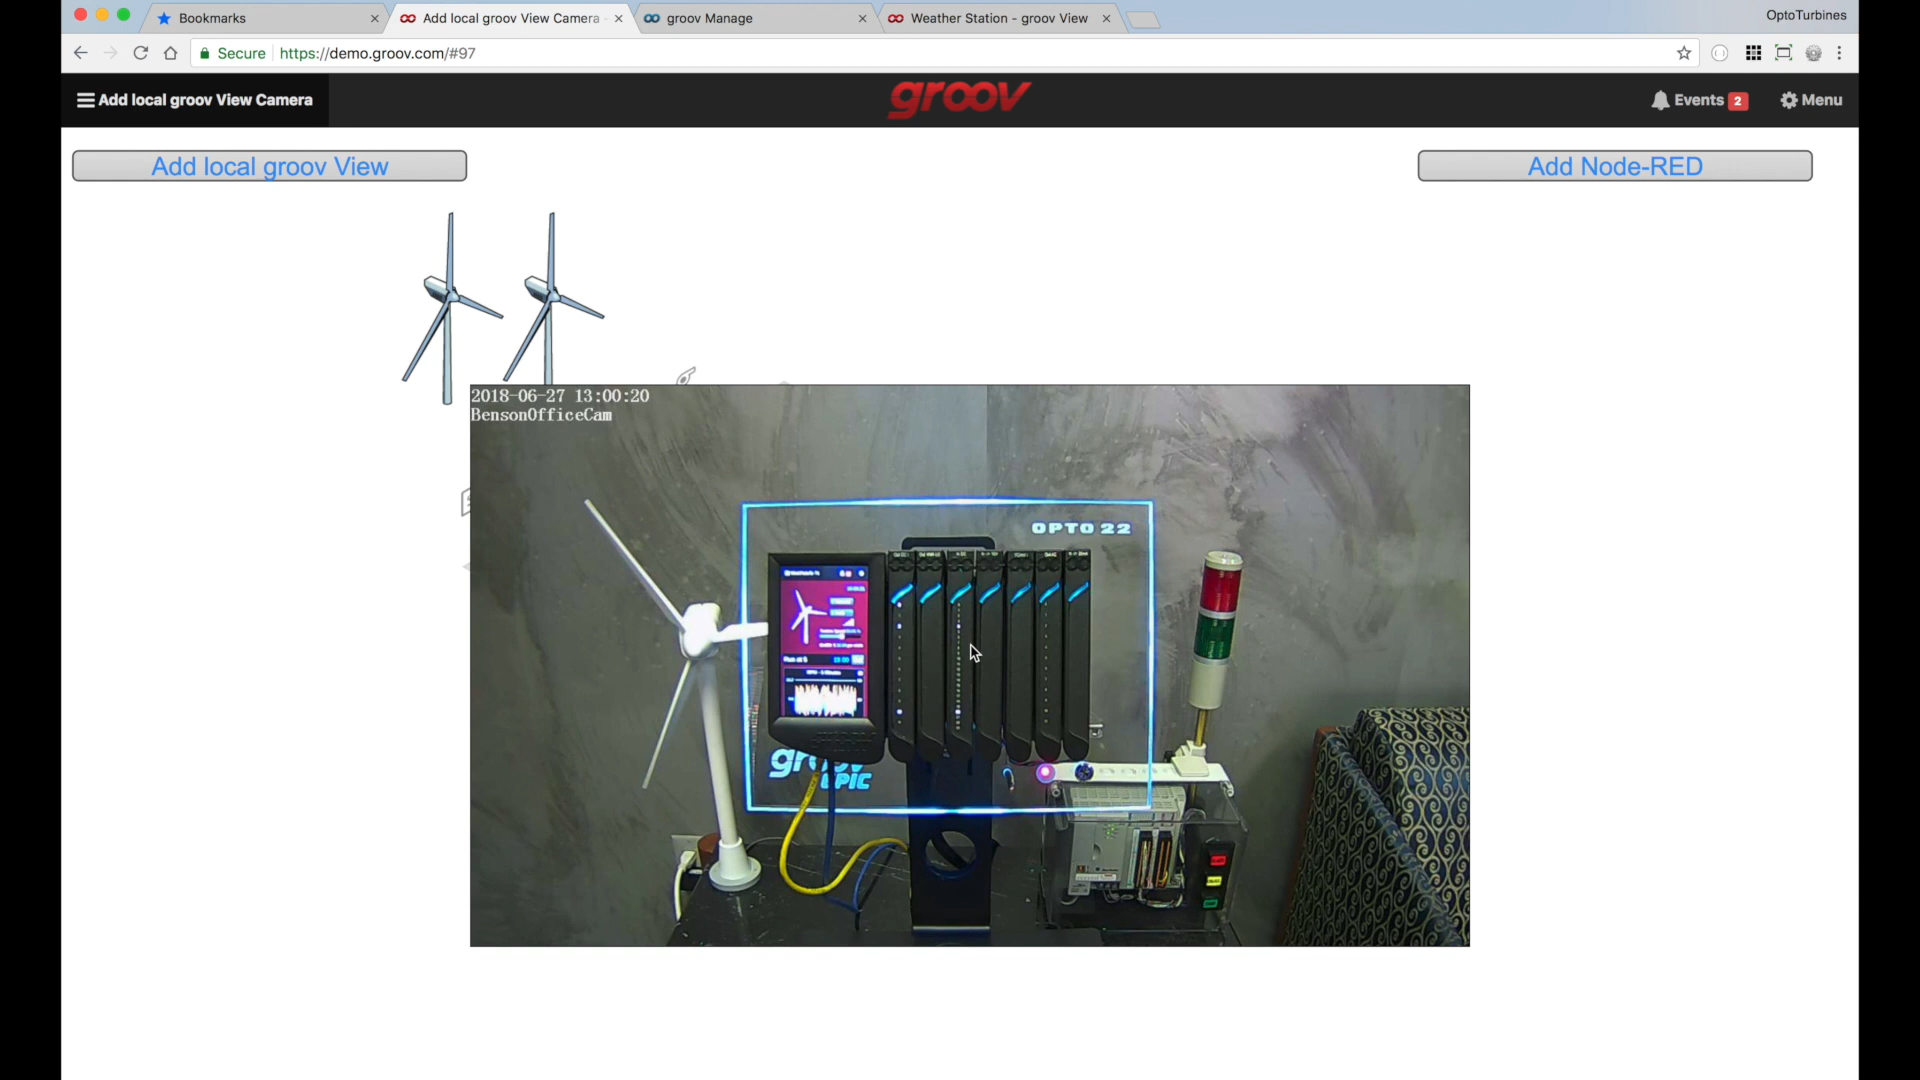 Bookmarks
Add local groov View Camera
groov Manage
Weather Station - groov View
OptoTurbines
Secure
https://demo.groov.com/#97
Add local groov View Camera
groov
Events 2
Menu
Add local groov View
Add Node-RED
2018-06-27 13:00:20
BensonOfficeCam
OPTO 22
groov
EPIC